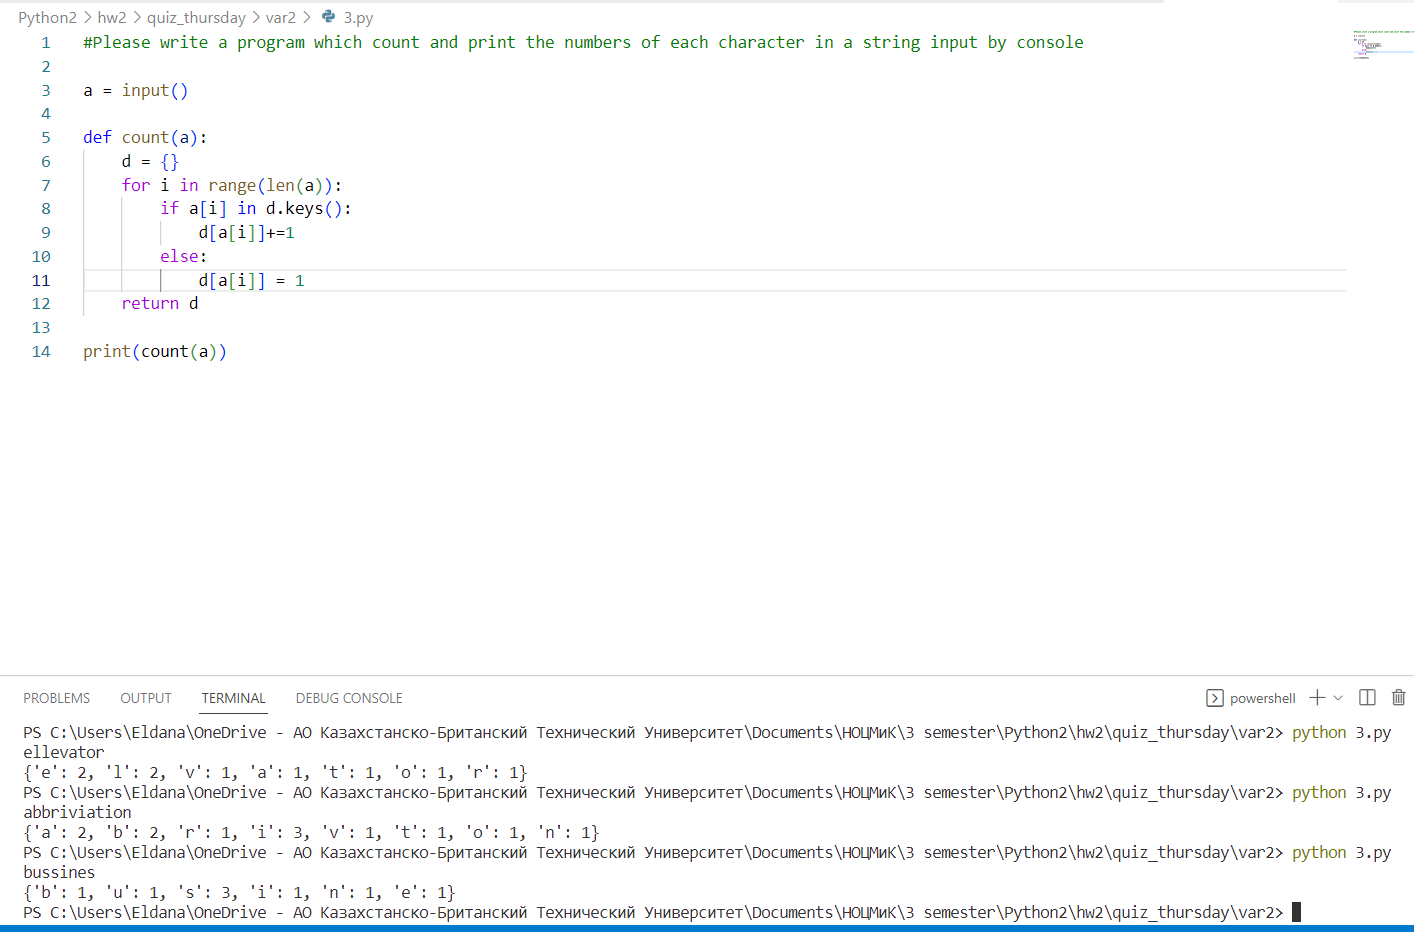 Python2 > hw2 > quiz_thursday > var2 > 3.py
1 #Please write a program which count and print the numbers of each character in a string input by console
2
3 a = input()
4
5 def count(a):
6     d = {}
7     for i in range(len(a)):
8         if a[i] in d.keys():
9             d[a[i]]+=1
10         else:
11             d[a[i]] = 1
12     return d
13
14 print(count(a))
PROBLEMS OUTPUT TERMINAL DEBUG CONSOLE powershell
PS C:\Users\Eldana\OneDrive - АО Казахстанско-Британский Технический Университет\Documents\НОЦМиК\3 semester\Python2\hw2\quiz_thursday\var2> python 3.py
ellevator
{'e': 2, 'l': 2, 'v': 1, 'a': 1, 't': 1, 'o': 1, 'r': 1}
PS C:\Users\Eldana\OneDrive - АО Казахстанско-Британский Технический Университет\Documents\НОЦМиК\3 semester\Python2\hw2\quiz_thursday\var2> python 3.py
abbriviation
{'a': 2, 'b': 2, 'r': 1, 'i': 3, 'v': 1, 't': 1, 'o': 1, 'n': 1}
PS C:\Users\Eldana\OneDrive - АО Казахстанско-Британский Технический Университет\Documents\НОЦМиК\3 semester\Python2\hw2\quiz_thursday\var2> python 3.py
bussines
{'b': 1, 'u': 1, 's': 3, 'i': 1, 'n': 1, 'e': 1}
PS C:\Users\Eldana\OneDrive - АО Казахстанско-Британский Технический Университет\Documents\НОЦМиК\3 semester\Python2\hw2\quiz_thursday\var2>